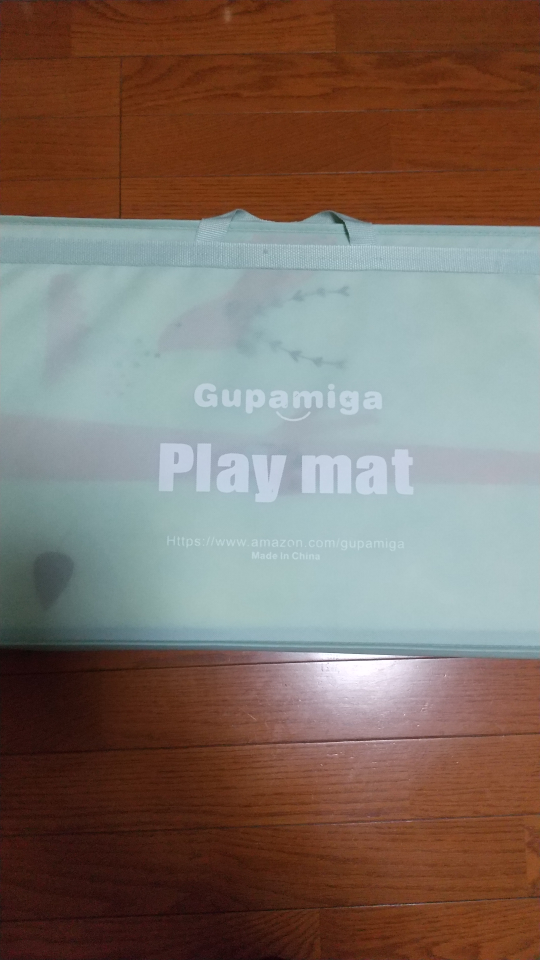 Gupamiga
Play mat
Https://www.amazon.com/gupamiga
Made in China